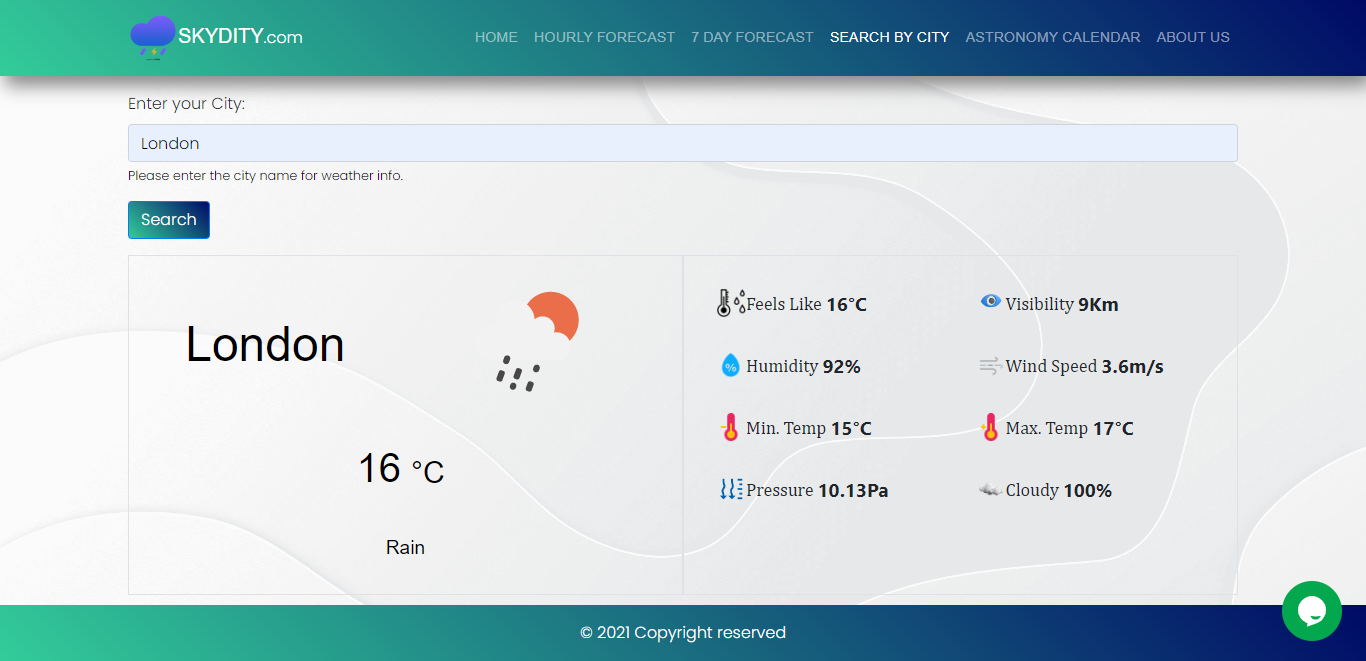 SKYDITY.com
HOME HOURLY FORECAST 7 DAY FORECAST SEARCH BY CITY ASTRONOMY CALENDAR ABOUT US
Enter your City:
London
Please enter the city name for weather info.
Search
London
16 °C
Rain
Feels Like 16°C
Visibility 9Km
% Humidity 92%
Wind Speed 3.6m/s
Min. Temp 15°C
Max. Temp 17°C
Pressure 10.13Pa
Cloudy 100%
© 2021 Copyright reserved